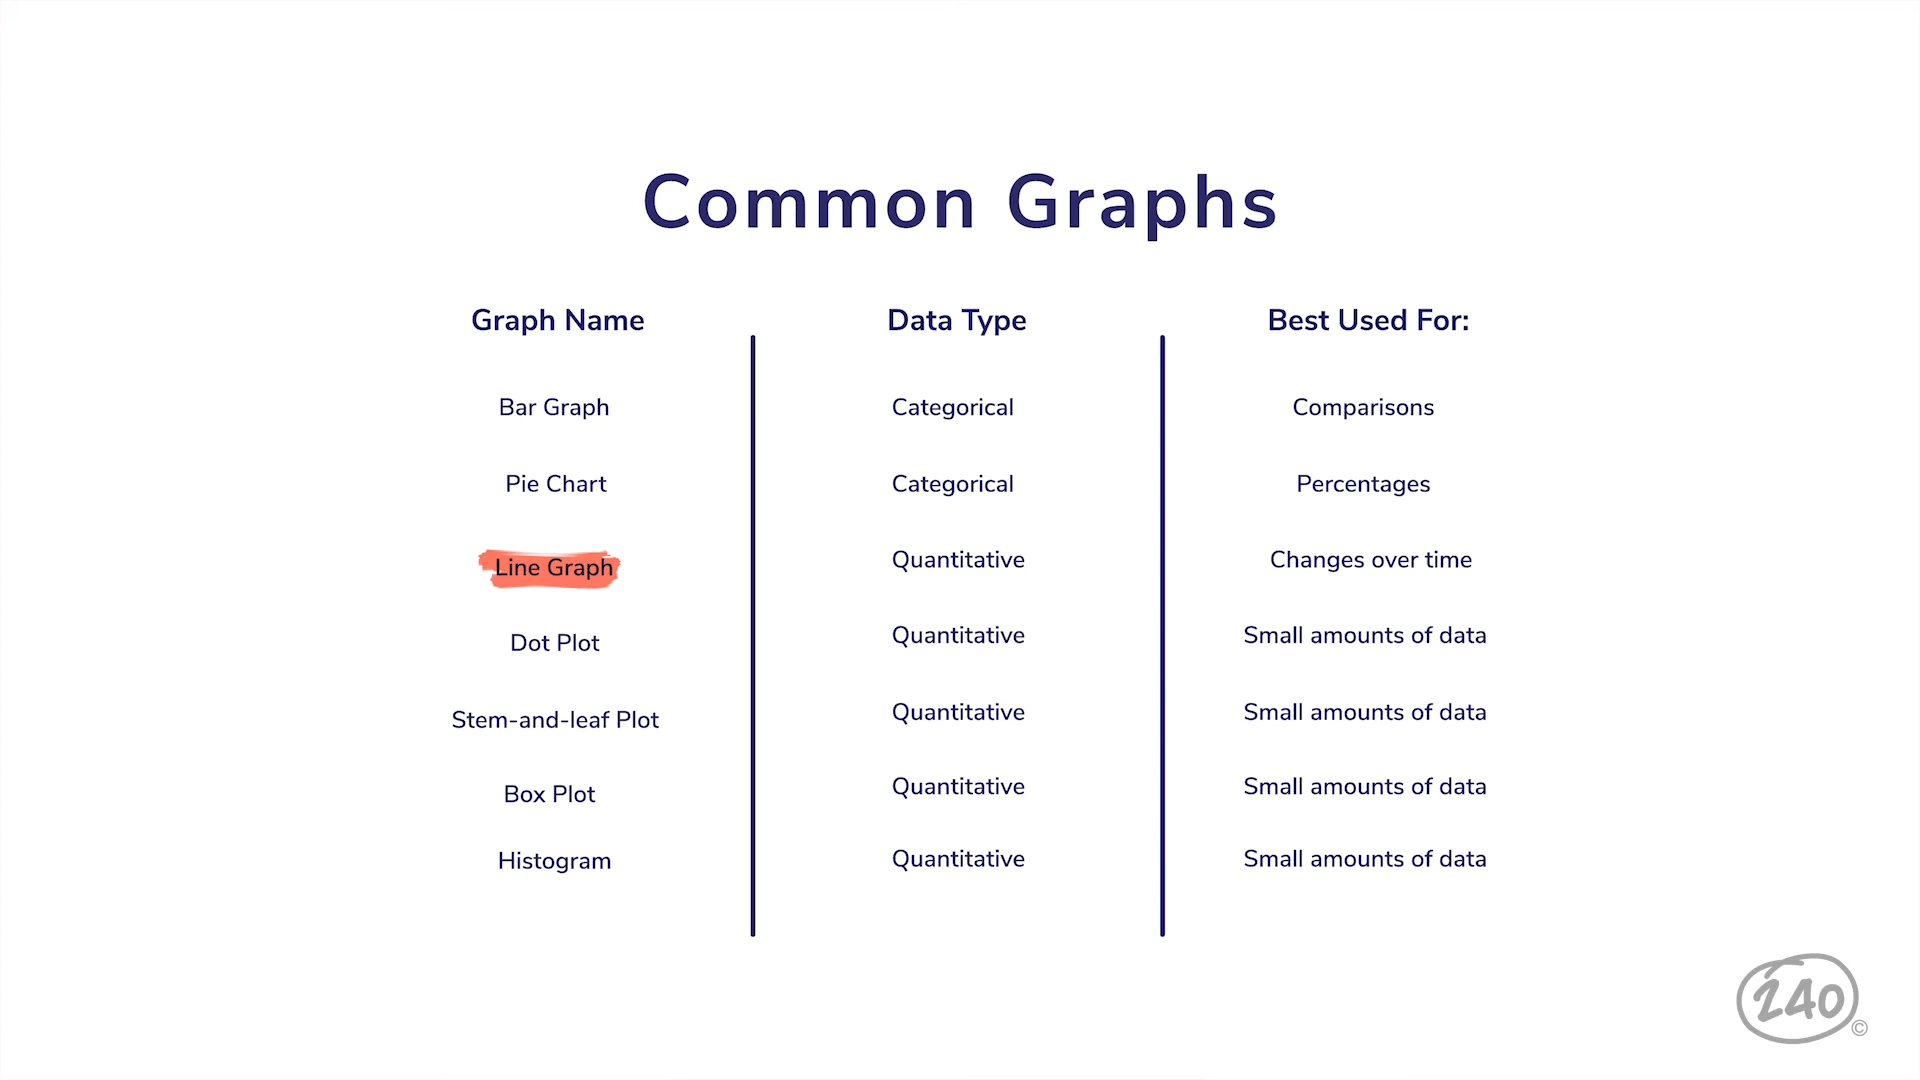 Common Graphs
Graph Name Data Type Best Used For:
Bar Graph Categorical Comparisons
Pie Chart Categorical Percentages
Line Graph Quantitative Changes over time
Dot Plot Quantitative Small amounts of data
Stem-and-leaf Plot Quantitative Small amounts of data
Box Plot Quantitative Small amounts of data
Histogram Quantitative Small amounts of data
240
©